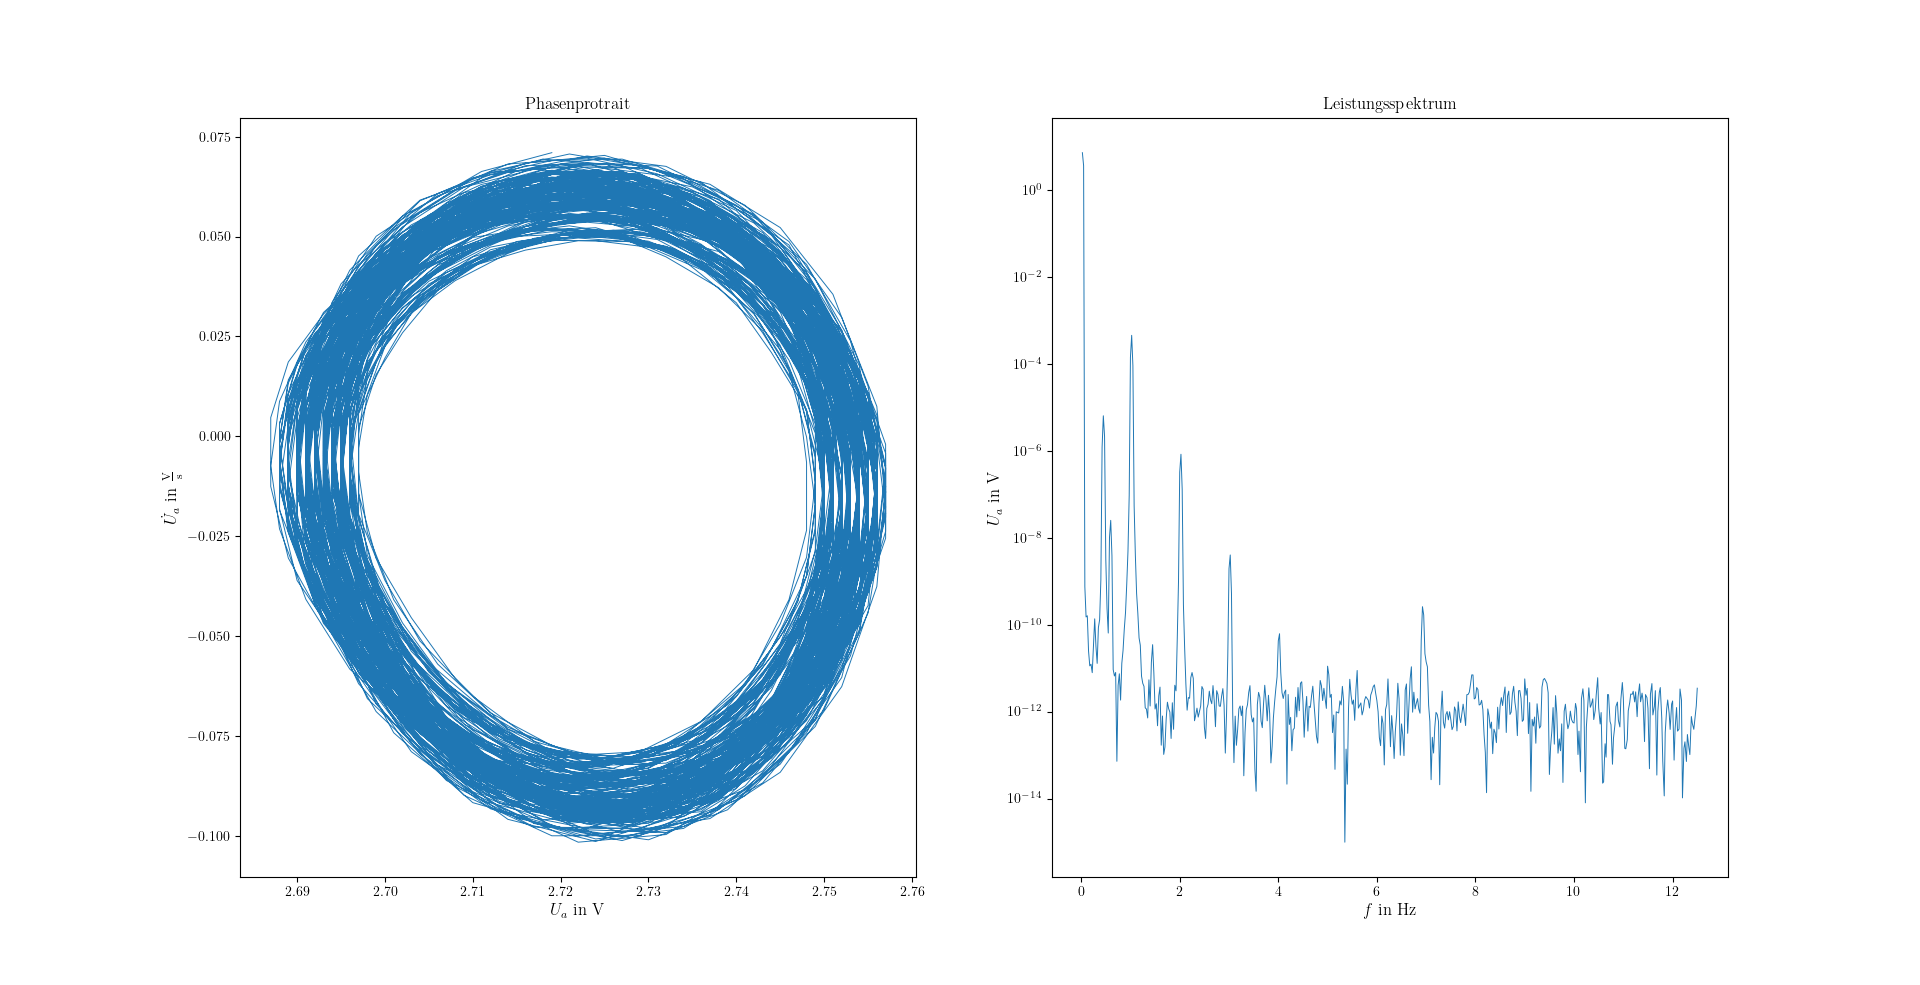 Phasenprotrait
0.075
0.050
0.025
0.000
−0.025
−0.050
−0.075
−0.100
U̇_a in V/s
2.69 2.70 2.71 2.72 2.73 2.74 2.75 2.76
U_a in V
Leistungsspektrum
10^0
10^−2
10^−4
10^−6
10^−8
10^−10
10^−12
10^−14
U_a in V
0 2 4 6 8 10 12
f in Hz